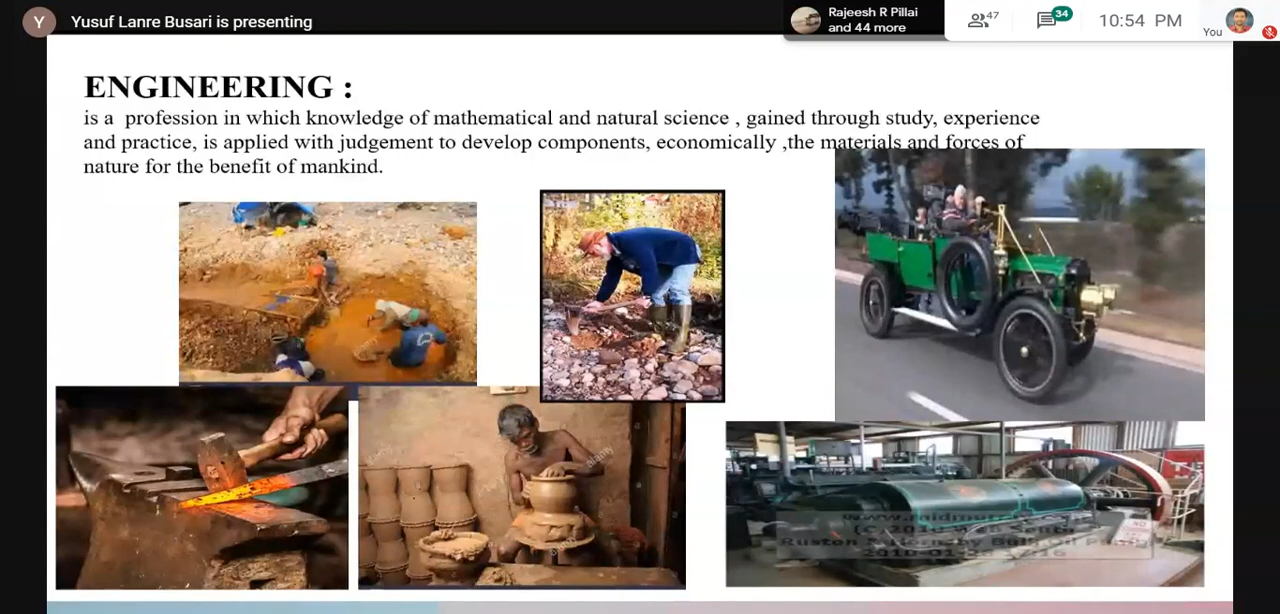 Y Yusuf Lanre Busari is presenting
Rajeesh R Pillai
and 44 more
47
34
10:54 PM
You
ENGINEERING :
is a profession in which knowledge of mathematical and natural science , gained through study, experience
and practice, is applied with judgement to develop components, economically ,the materials and forces of
nature for the benefit of mankind.
alamy
alamy